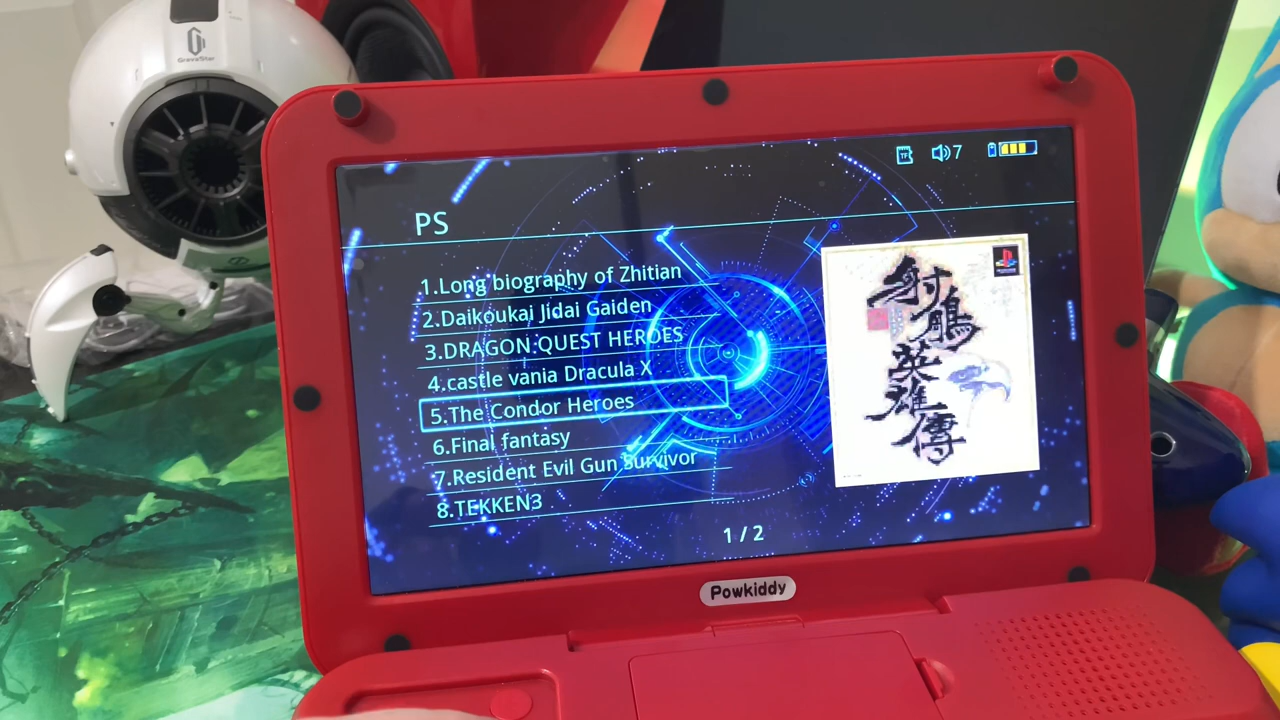 GravaStar
TF
7
PS
1.Long biography of Zhitian
2.Daikoukai Jidai Gaiden
3.DRAGON QUEST HEROES
4.castle vania Dracula X
5.The Condor Heroes
6.Final fantasy
7.Resident Evil Gun Survivor
8.TEKKEN3
1 / 2
射鵰
英雄傳
Powkiddy